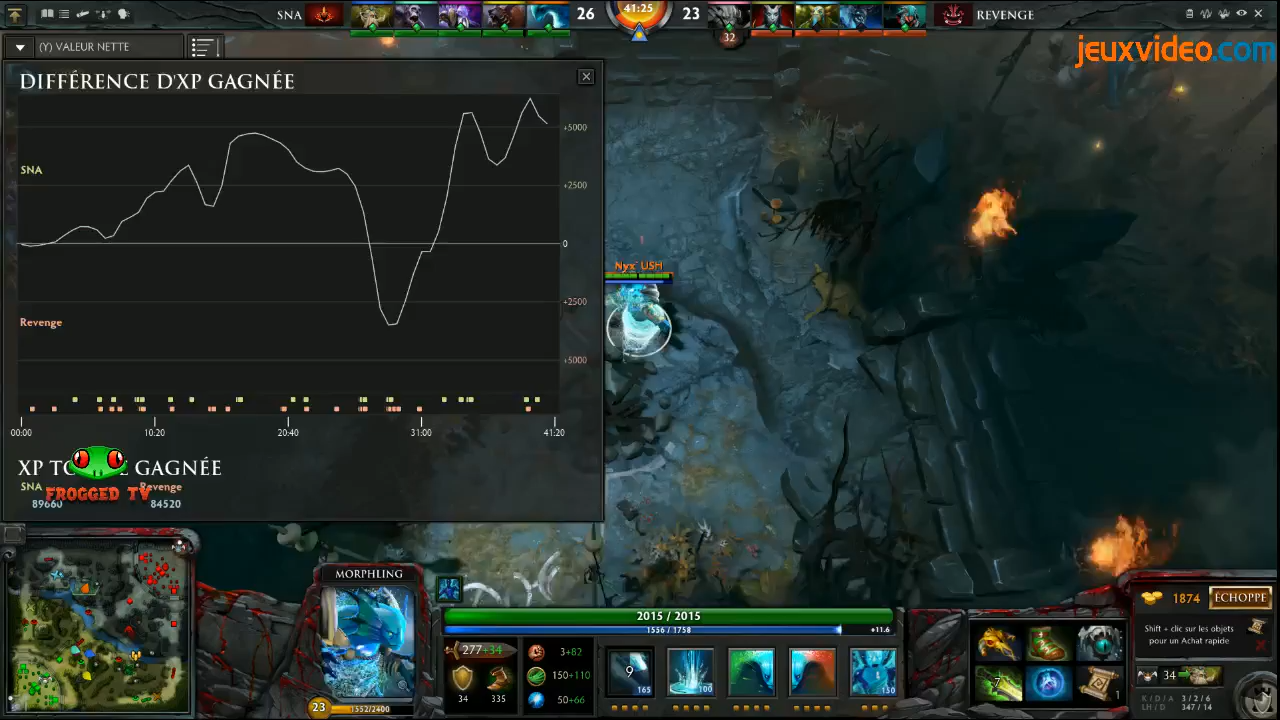 SNA 26 41:25 23 REVENGE
32
jeuxvideo.com
(Y) VALEUR NETTE
DIFFÉRENCE D'XP GAGNÉE
+5000
SNA
+2500
0
+2500
Revenge
+5000
00:00 10:20 20:40 31:00 41:20
GAGNÉE
SNA Revenge
FROGGED TV
89660 84520
Nyx^USH
MORPHLING
23 1552/2400
2015 / 2015
1556 / 1758 +11.6
277+34
34 335
3+82
150+110
50+66
9 165
100
130
7
1
1874 ÉCHOPPE
Shift + clic sur les objets
pour un Achat rapide
34
K / D / A 3 / 2 / 6
LH / D 347 / 14